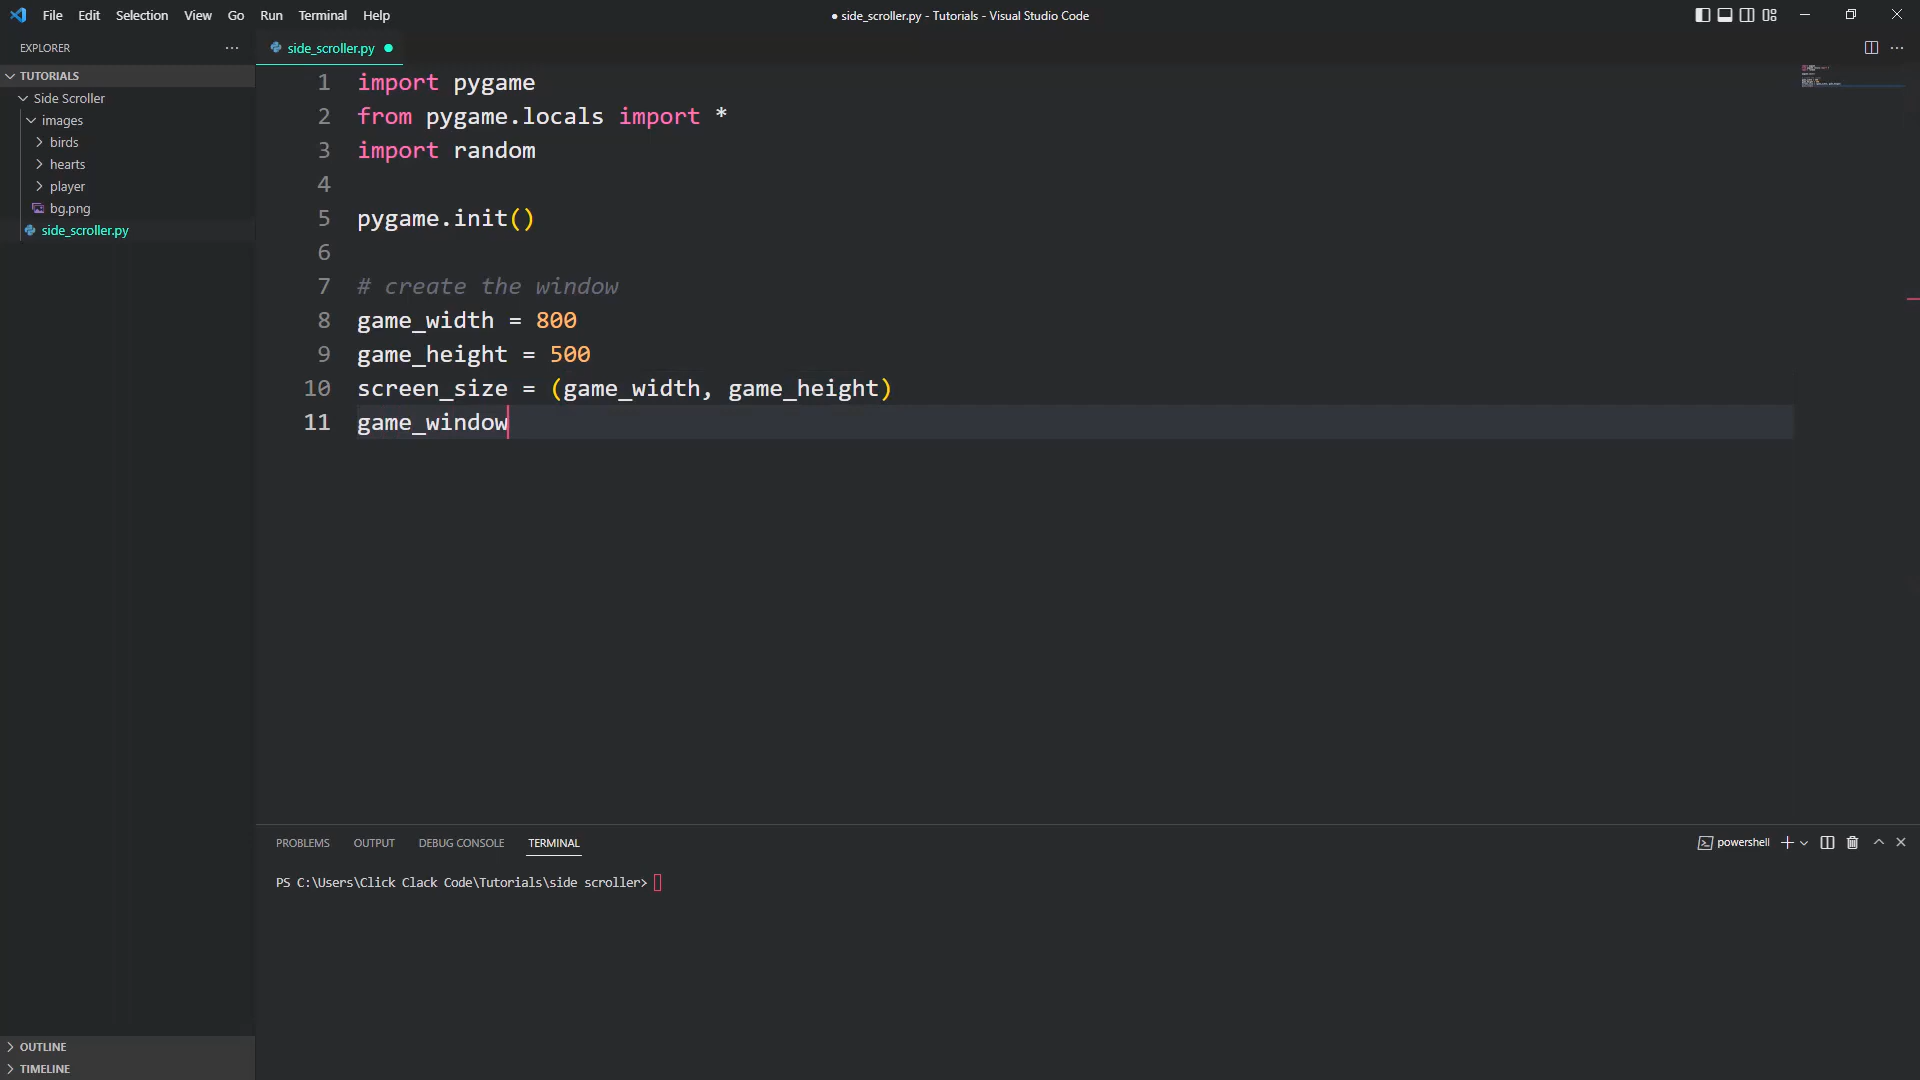 File Edit Selection View Go Run Terminal Help
● side_scroller.py - Tutorials - Visual Studio Code
EXPLORER
TUTORIALS
Side Scroller
images
birds
hearts
player
bg.png
side_scroller.py
OUTLINE
TIMELINE
side_scroller.py
1 import pygame
2 from pygame.locals import *
3 import random
4
5 pygame.init()
6
7 # create the window
8 game_width = 800
9 game_height = 500
10 screen_size = (game_width, game_height)
11 game_window
PROBLEMS OUTPUT DEBUG CONSOLE TERMINAL
powershell
PS C:\Users\Click Clack Code\Tutorials\side scroller>